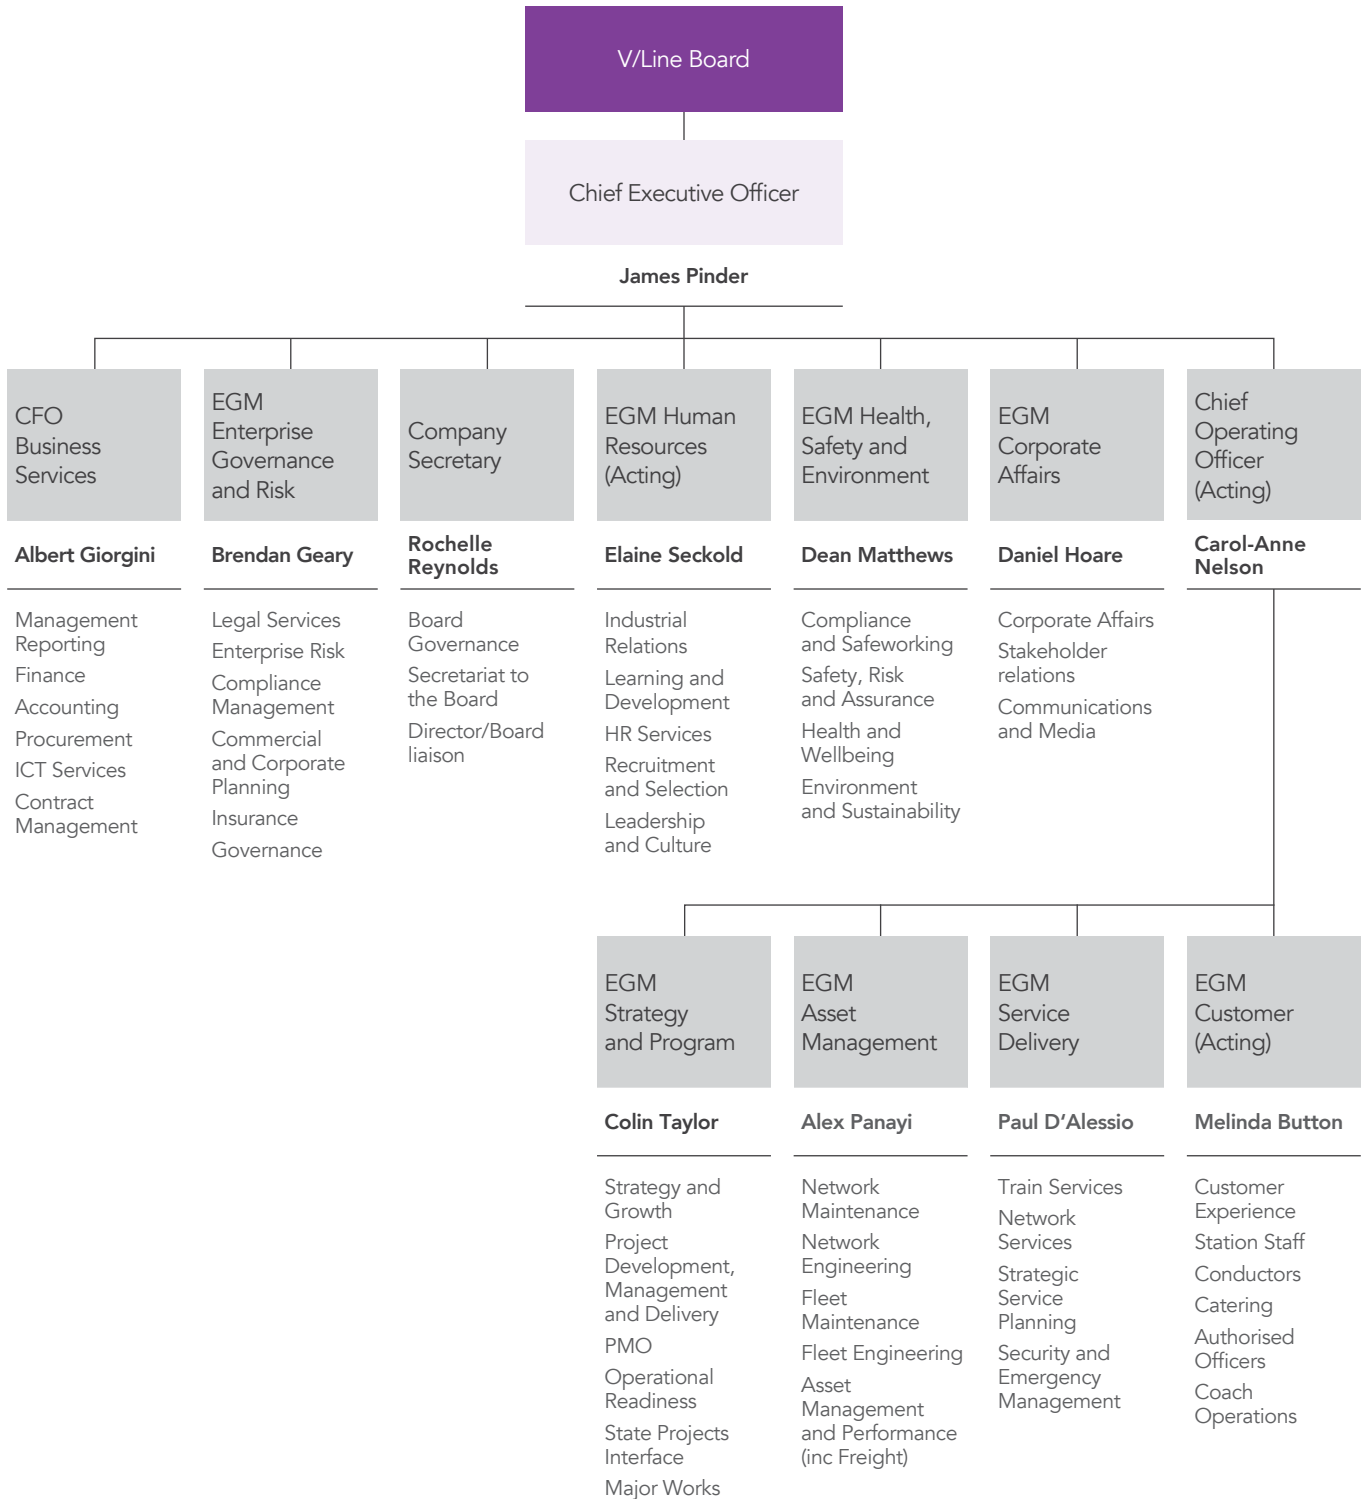 V/Line Board
Chief Executive Officer
James Pinder
CFO
Business
Services
Albert Giorgini
Management
Reporting
Finance
Accounting
Procurement
ICT Services
Contract
Management
EGM
Enterprise
Governance
and Risk
Brendan Geary
Legal Services
Enterprise Risk
Compliance
Management
Commercial
and Corporate
Planning
Insurance
Governance
Company
Secretary
Rochelle
Reynolds
Board
Governance
Secretariat to
the Board
Director/Board
liaison
EGM Human
Resources
(Acting)
Elaine Seckold
Industrial
Relations
Learning and
Development
HR Services
Recruitment
and Selection
Leadership
and Culture
EGM Health,
Safety and
Environment
Dean Matthews
Compliance
and Safeworking
Safety, Risk
and Assurance
Health and
Wellbeing
Environment
and Sustainability
EGM
Corporate
Affairs
Daniel Hoare
Corporate Affairs
Stakeholder
relations
Communications
and Media
Chief
Operating
Officer
(Acting)
Carol-Anne
Nelson
EGM
Strategy
and Program
Colin Taylor
Strategy and
Growth
Project
Development,
Management
and Delivery
PMO
Operational
Readiness
State Projects
Interface
Major Works
EGM
Asset
Management
Alex Panayi
Network
Maintenance
Network
Engineering
Fleet
Maintenance
Fleet Engineering
Asset
Management
and Performance
(inc Freight)
EGM
Service
Delivery
Paul D’Alessio
Train Services
Network
Services
Strategic
Service
Planning
Security and
Emergency
Management
EGM
Customer
(Acting)
Melinda Button
Customer
Experience
Station Staff
Conductors
Catering
Authorised
Officers
Coach
Operations